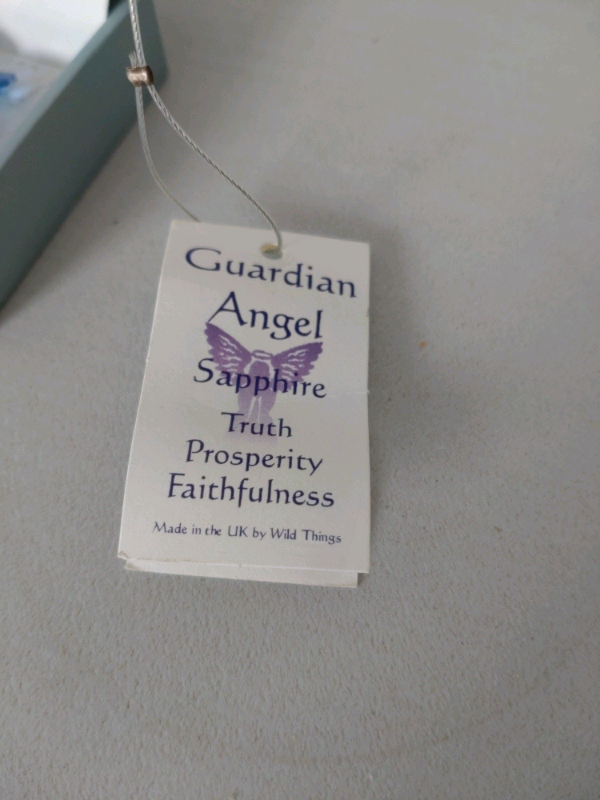 Guardian
Angel
Sapphire
Truth
Prosperity
Faithfulness
Made in the UK by Wild Things